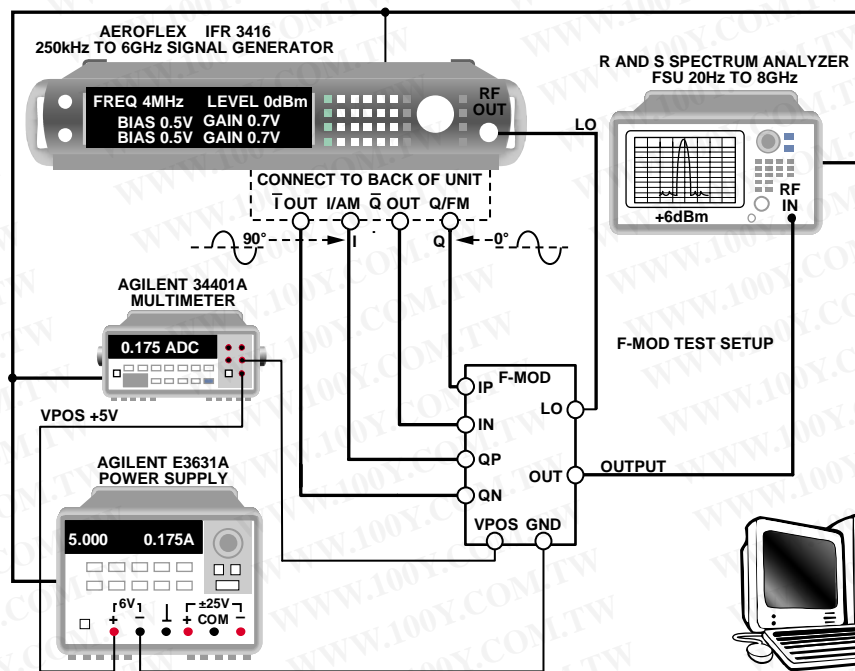 AEROFLEX IFR 3416
250kHz TO 6GHz SIGNAL GENERATOR
R AND S SPECTRUM ANALYZER
FSU 20Hz TO 8GHz
FREQ 4MHz LEVEL 0dBm
BIAS 0.5V GAIN 0.7V
BIAS 0.5V GAIN 0.7V
RF
OUT
LO
+6dBm
RF
IN
CONNECT TO BACK OF UNIT
I̅ OUT I/AM Q̅ OUT Q/FM
90° I Q 0°
AGILENT 34401A
MULTIMETER
0.175 ADC
F-MOD TEST SETUP
VPOS +5V
F-MOD
IP
IN
QP
QN
LO
OUT
OUTPUT
VPOS GND
AGILENT E3631A
POWER SUPPLY
5.000 0.175A
6V ±25V
+ – ⊥ + COM –
WWW.100Y.COM.TW